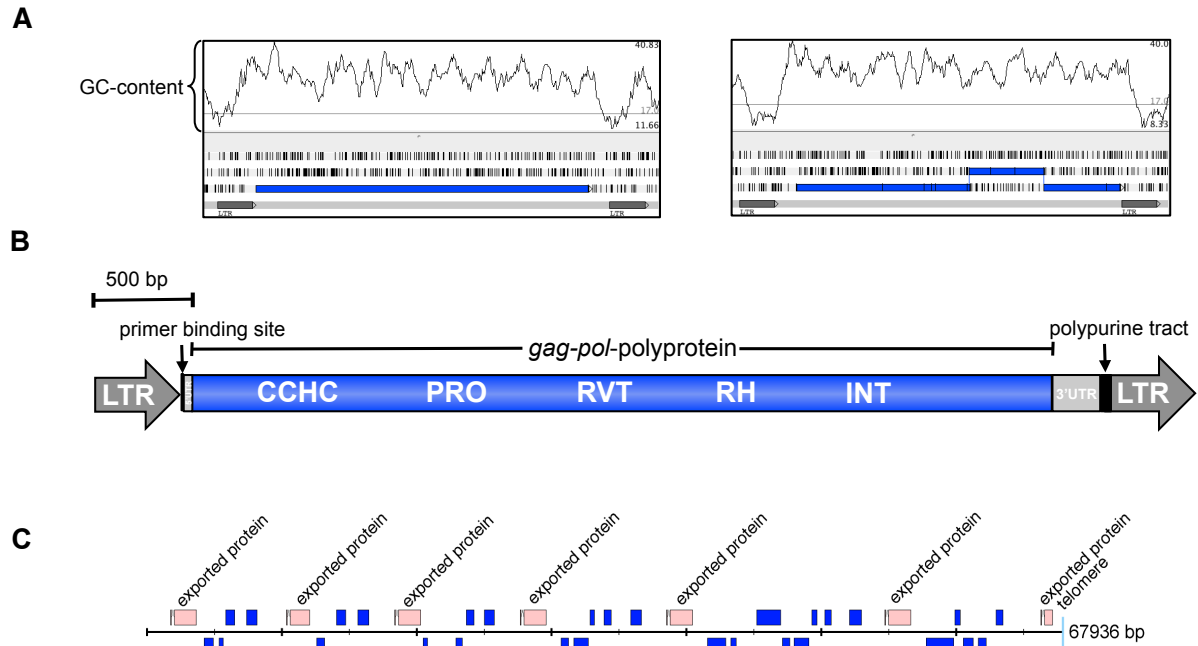 A
GC-content
40.83
17.0
11.66
LTR
LTR
40.0
17.0
8.33
LTR
LTR
B
500 bp
primer binding site
gag-pol-polyprotein
polypurine tract
LTR
CCHC
PRO
RVT
RH
INT
3'UTR
LTR
C
exported protein
exported protein
exported protein
exported protein
exported protein
exported protein
exported protein
telomere
67936 bp